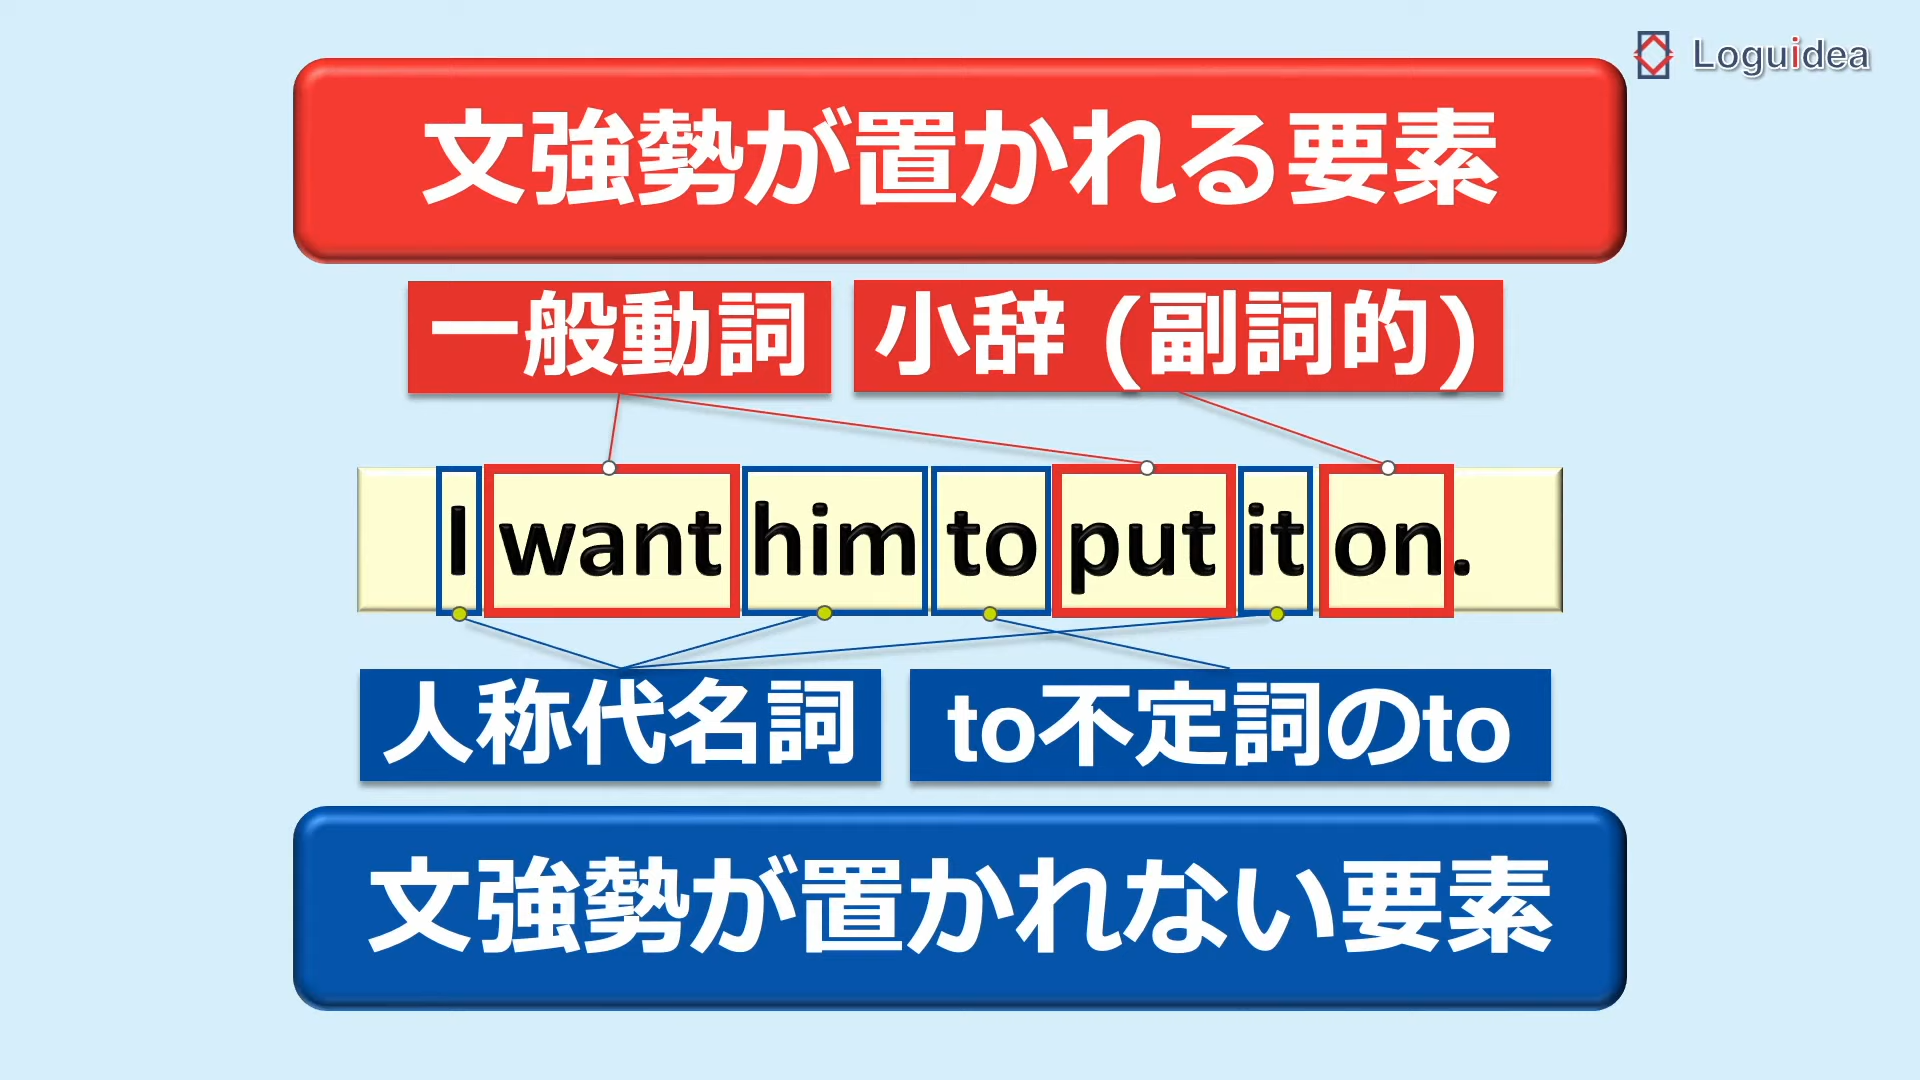 Loguidea
文強勢が置かれる要素
一般動詞
小辞 (副詞的)
I want him to put it on.
人称代名詞
to不定詞のto
文強勢が置かれない要素